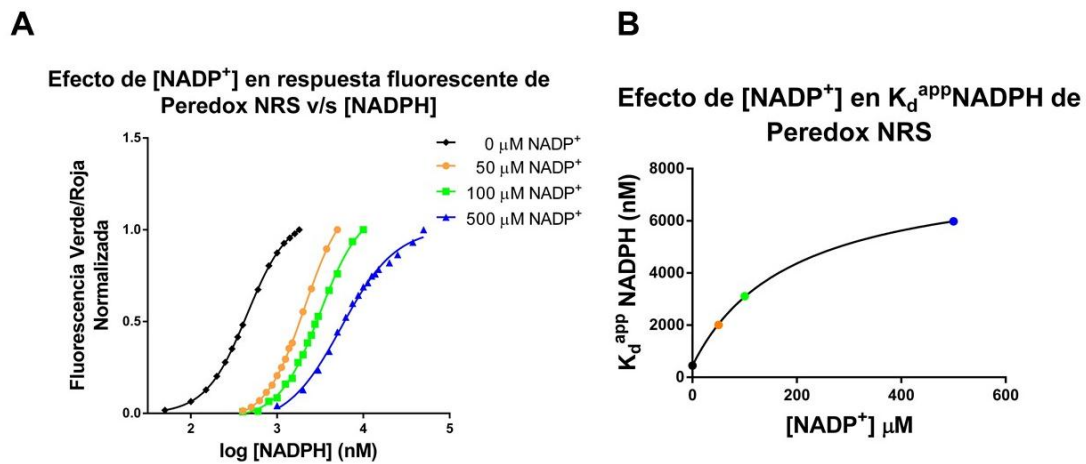 A
Efecto de [NADP+] en respuesta fluorescente de
Peredox NRS v/s [NADPH]
Fluorescencia Verde/Roja
Normalizada
1.5
1.0
0.5
0.0
2
3
4
5
log [NADPH] (nM)
0 μM NADP+
50 μM NADP+
100 μM NADP+
500 μM NADP+
B
Efecto de [NADP+] en Kd app NADPH de
Peredox NRS
Kd app NADPH (nM)
8000
6000
4000
2000
0
0
200
400
600
[NADP+] μM